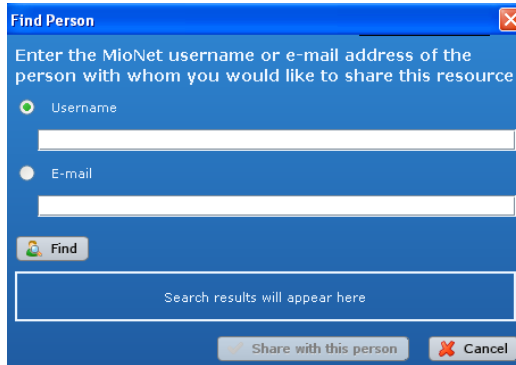 Find Person
Enter the MioNet username or e-mail address of the
person with whom you would like to share this resource
Username
E-mail
Find
Search results will appear here
Share with this person
Cancel